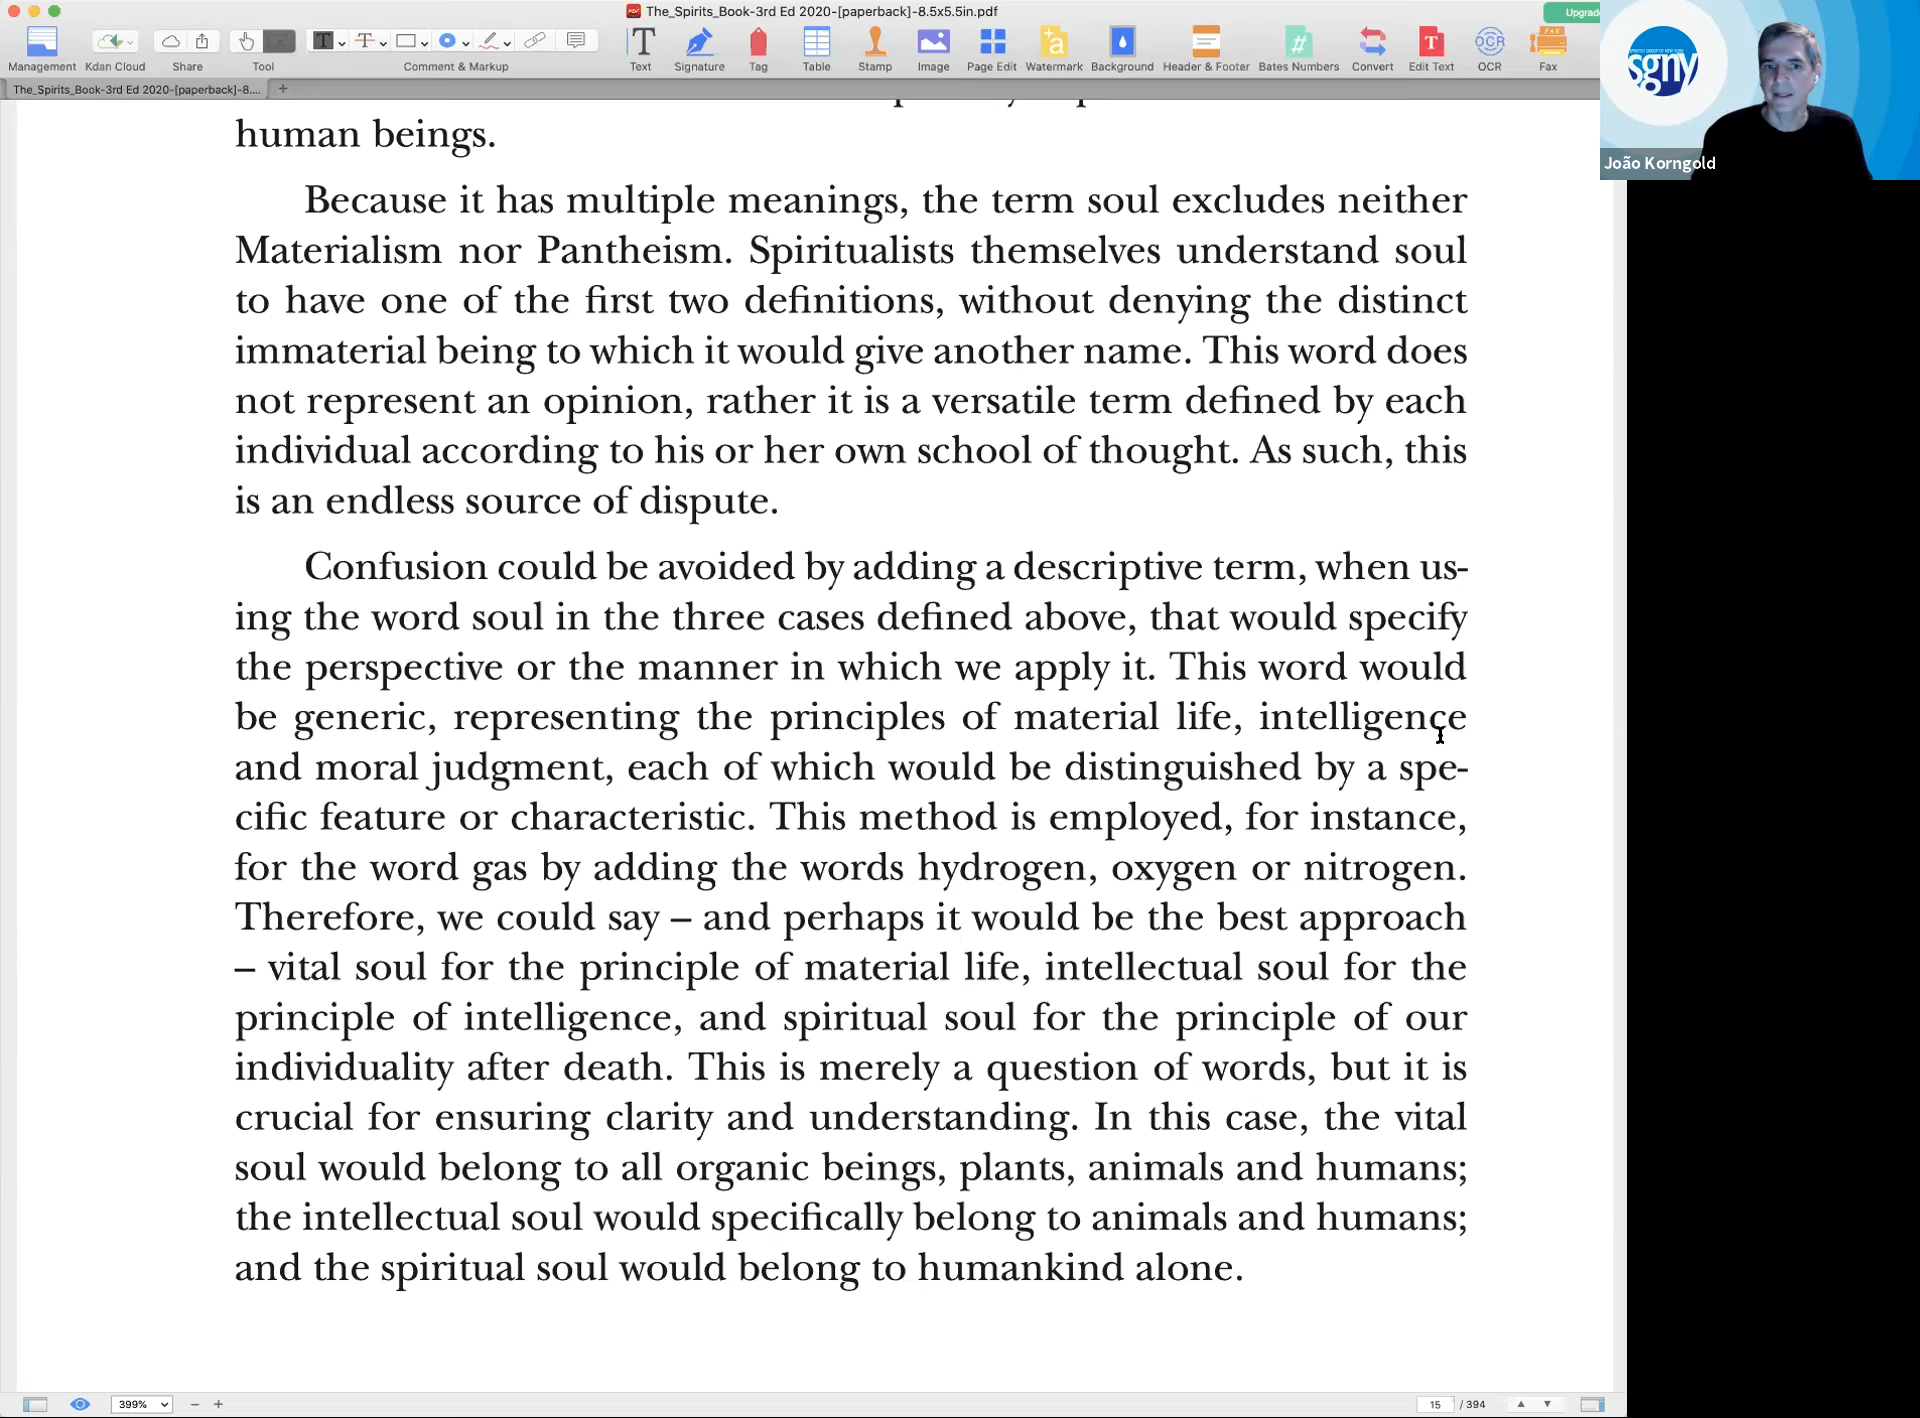 The_Spirits_Book-3rd Ed 2020-[paperback]-8.5x5.5in.pdf
Upgrade
Management Kdan Cloud Share Tool Comment & Markup Text Signature Tag Table Stamp Image Page Edit Watermark Background Header & Footer Bates Numbers Convert Edit Text OCR Fax
The_Spirits_Book-3rd Ed 2020-[paperback]-8....
sgny
João Korngold
human beings.
Because it has multiple meanings, the term soul excludes neither
Materialism nor Pantheism. Spiritualists themselves understand soul
to have one of the first two definitions, without denying the distinct
immaterial being to which it would give another name. This word does
not represent an opinion, rather it is a versatile term defined by each
individual according to his or her own school of thought. As such, this
is an endless source of dispute.
Confusion could be avoided by adding a descriptive term, when us-
ing the word soul in the three cases defined above, that would specify
the perspective or the manner in which we apply it. This word would
be generic, representing the principles of material life, intelligence
and moral judgment, each of which would be distinguished by a spe-
cific feature or characteristic. This method is employed, for instance,
for the word gas by adding the words hydrogen, oxygen or nitrogen.
Therefore, we could say – and perhaps it would be the best approach
– vital soul for the principle of material life, intellectual soul for the
principle of intelligence, and spiritual soul for the principle of our
individuality after death. This is merely a question of words, but it is
crucial for ensuring clarity and understanding. In this case, the vital
soul would belong to all organic beings, plants, animals and humans;
the intellectual soul would specifically belong to animals and humans;
and the spiritual soul would belong to humankind alone.
399%
15 / 394